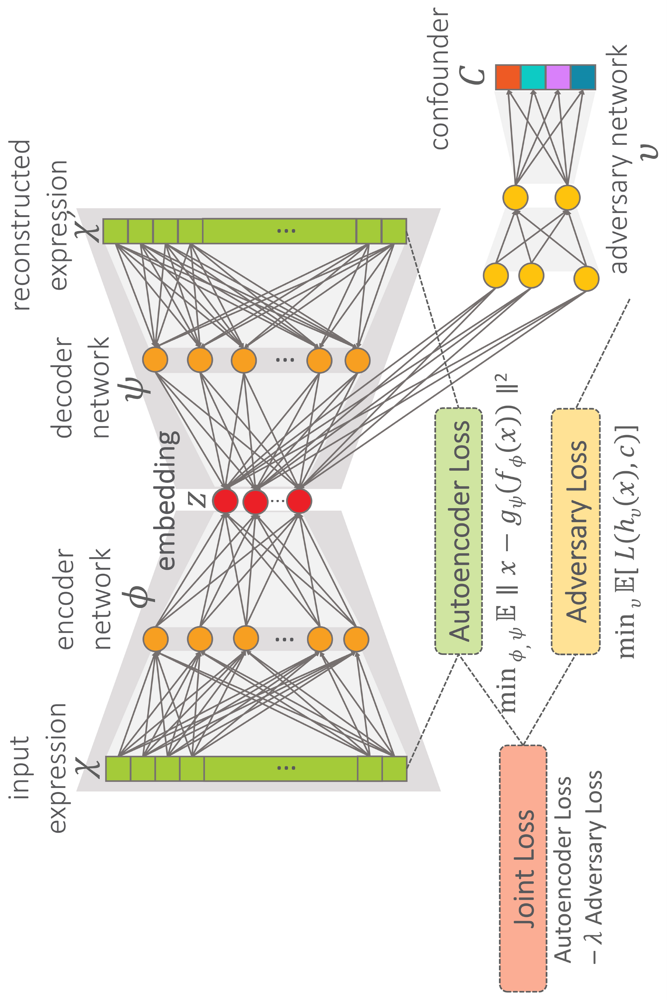 input
expression
χ
encoder
network
ϕ
embedding
z
decoder
network
ψ
reconstructed
expression
χ′
...
...
...
...
...
confounder
C
adversary network
υ
Autoencoder Loss
min ϕ,ψ 𝔼 ‖ x − gψ(fϕ(x)) ‖²
Adversary Loss
min υ 𝔼[ L(hυ(x), c)]
Joint Loss
Autoencoder Loss
− λ Adversary Loss